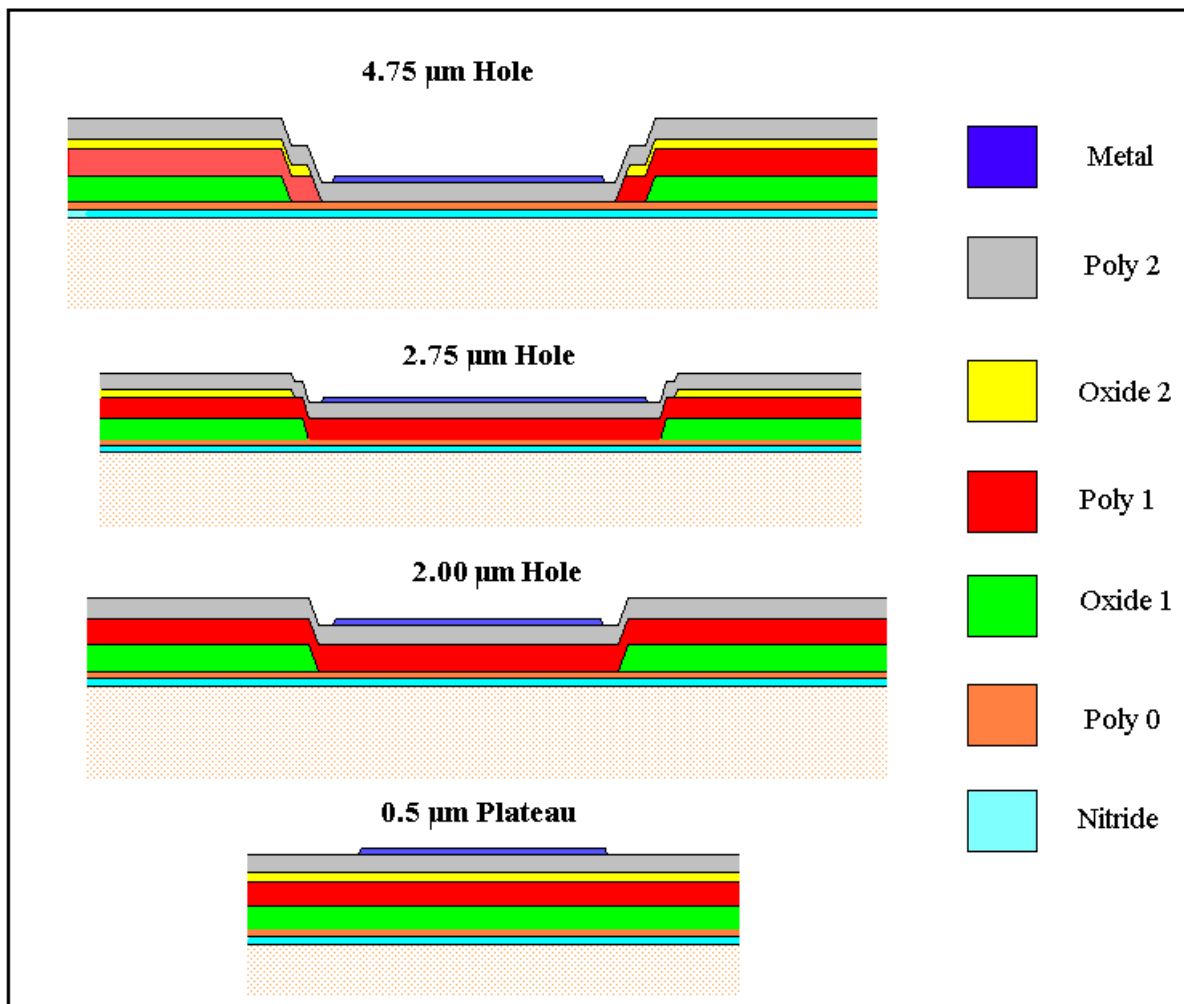 4.75 µm Hole
Metal
Poly 2
2.75 µm Hole
Oxide 2
Poly 1
2.00 µm Hole
Oxide 1
Poly 0
0.5 µm Plateau
Nitride